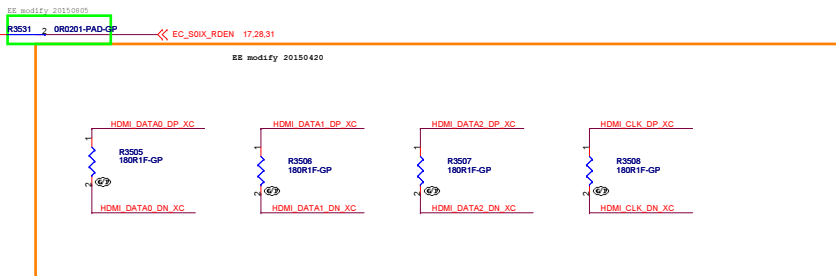 EE modify 20150805
R3531 2 0R0201-PAD-GP
EC_S0IX_RDEN 17,28,31
EE modify 20150420
HDMI_DATA0_DP_XC HDMI_DATA1_DP_XC HDMI_DATA2_DP_XC HDMI_CLK_DP_XC
1 1 1 1
R3505 R3506 R3507 R3508
180R1F-GP 180R1F-GP 180R1F-GP 180R1F-GP
2 2 2 2
HDMI_DATA0_DN_XC HDMI_DATA1_DN_XC HDMI_DATA2_DN_XC HDMI_CLK_DN_XC